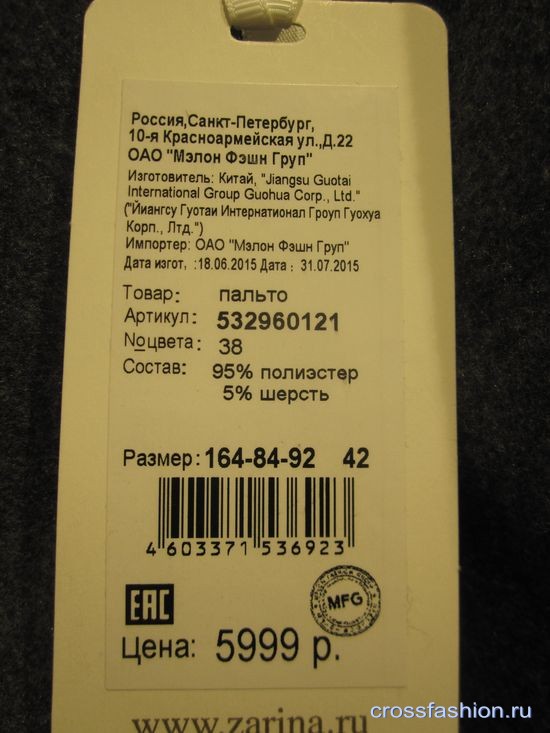 Россия,Санкт-Петербург,
10-я Красноармейская ул.,Д.22
ОАО "Мэлон Фэшн Груп"
Изготовитель: Китай, "Jiangsu Guotai
International Group Guohua Corp., Ltd."
("Йиангсу Гуотаи Интернатионал Гроуп Гуохуа
Корп., Лтд.")
Импортер: ОАО "Мэлон Фэшн Груп"
Дата изгот, :18.06.2015 Дата : 31.07.2015
Товар: пальто
Артикул: 532960121
№цвета: 38
Состав: 95% полиэстер
5% шерсть
Размер: 164-84-92 42
4 603371 536923
EAC
MFG
Цена: 5999 р.
www.zarina.ru
crossfashion.ru